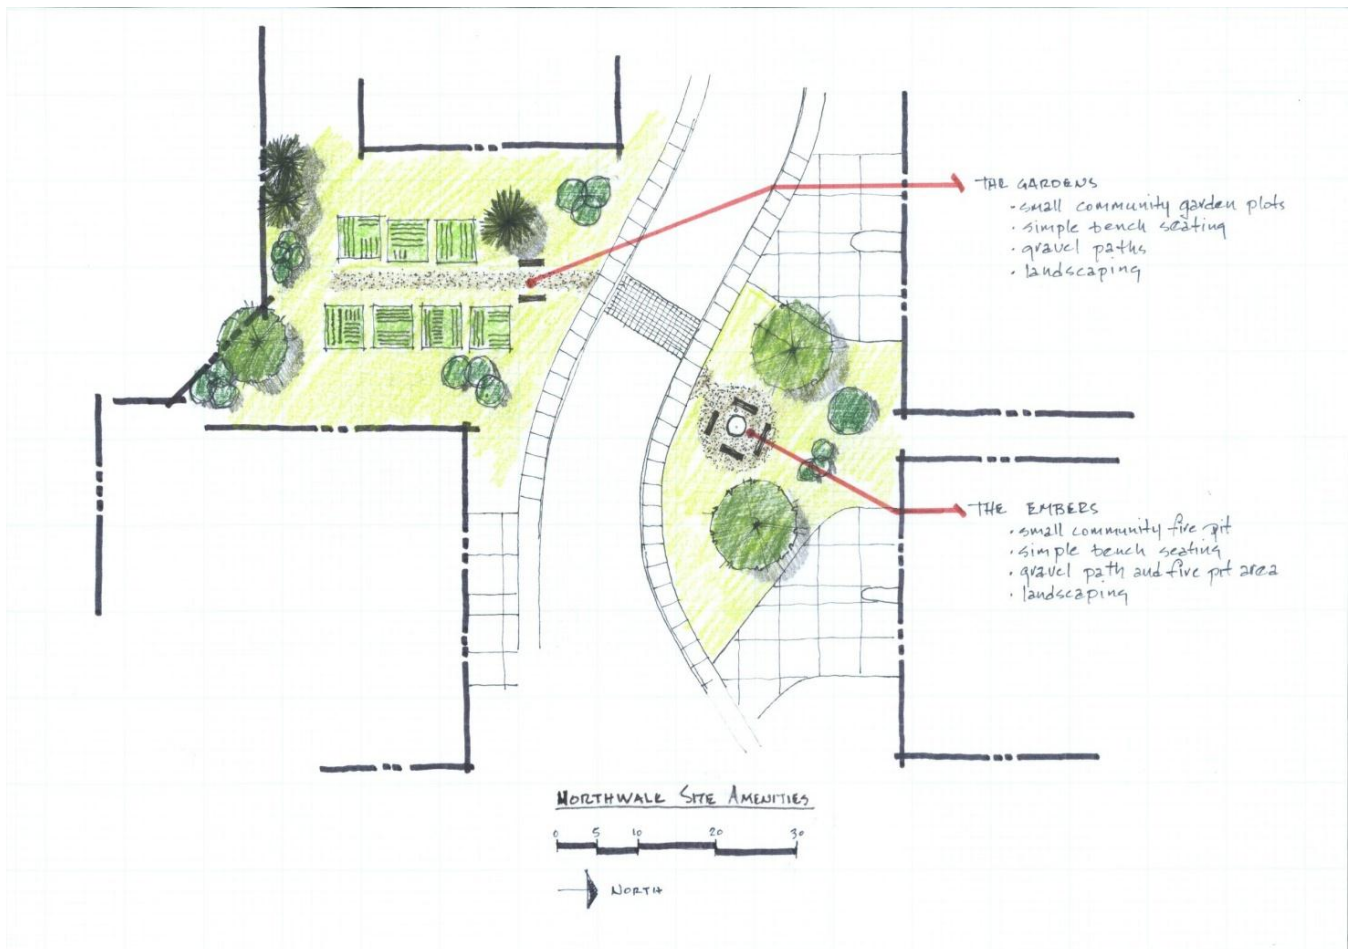 THE GARDENS
· small community garden plots
· simple bench seating
· gravel paths
· landscaping
THE EMBERS
· small community fire pit
· simple bench seating
· gravel path and fire pit area
· landscaping
NORTHWALK SITE AMENITIES
0 5 10 20 30
NORTH